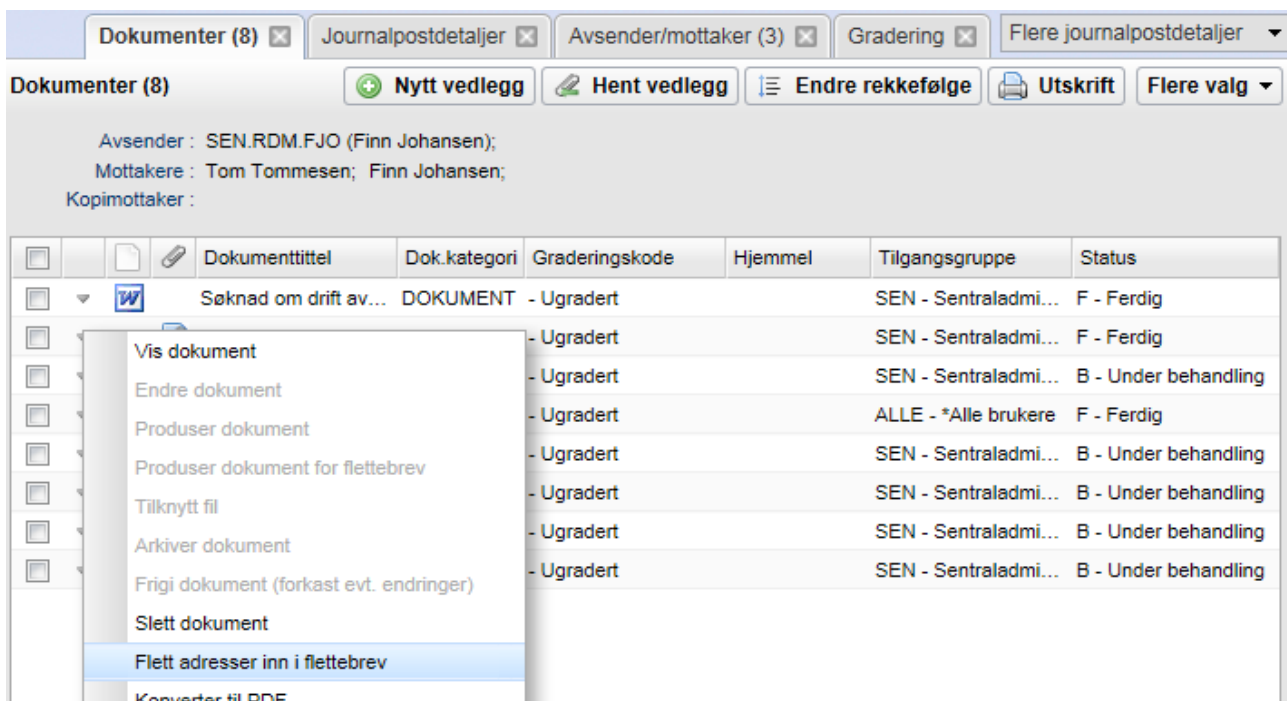 Dokumenter (8) Journalpostdetaljer Avsender/mottaker (3) Gradering Flere journalpostdetaljer
Dokumenter (8) Nytt vedlegg Hent vedlegg Endre rekkefølge Utskrift Flere valg
Avsender : SEN.RDM.FJO (Finn Johansen);
Mottakere : Tom Tommesen; Finn Johansen;
Kopimottaker :
Dokumenttittel Dok.kategori Graderingskode Hjemmel Tilgangsgruppe Status
Søknad om drift av... DOKUMENT - Ugradert SEN - Sentraladmi... F - Ferdig
- Ugradert SEN - Sentraladmi... F - Ferdig
- Ugradert SEN - Sentraladmi... B - Under behandling
- Ugradert ALLE - *Alle brukere F - Ferdig
- Ugradert SEN - Sentraladmi... B - Under behandling
- Ugradert SEN - Sentraladmi... B - Under behandling
- Ugradert SEN - Sentraladmi... B - Under behandling
- Ugradert SEN - Sentraladmi... B - Under behandling
Vis dokument
Endre dokument
Produser dokument
Produser dokument for flettebrev
Tilknytt fil
Arkiver dokument
Frigi dokument (forkast evt. endringer)
Slett dokument
Flett adresser inn i flettebrev
Konverter til PDF